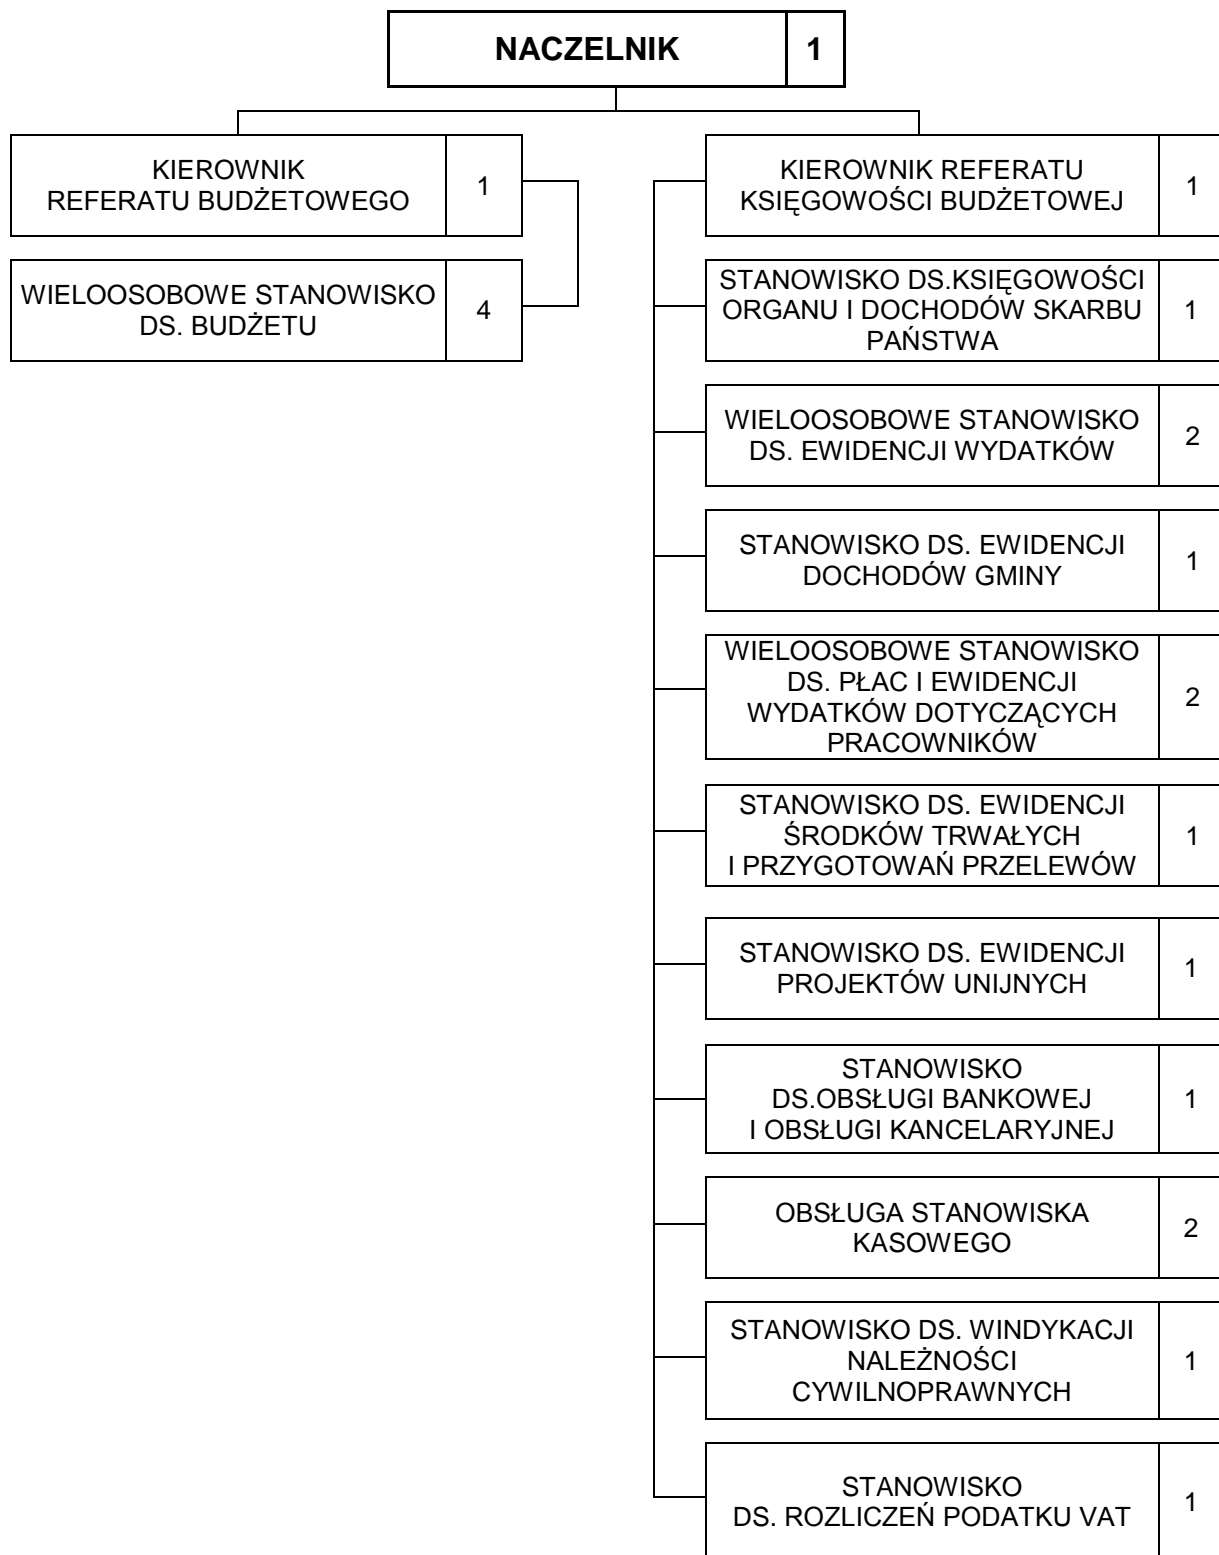 NACZELNIK 1
KIEROWNIK
REFERATU BUDŻETOWEGO
1
WIELOOSOBOWE STANOWISKO
DS. BUDŻETU
4
KIEROWNIK REFERATU
KSIĘGOWOŚCI BUDŻETOWEJ
1
STANOWISKO DS.KSIĘGOWOŚCI
ORGANU I DOCHODÓW SKARBU
PAŃSTWA
1
WIELOOSOBOWE STANOWISKO
DS. EWIDENCJI WYDATKÓW
2
STANOWISKO DS. EWIDENCJI
DOCHODÓW GMINY
1
WIELOOSOBOWE STANOWISKO
DS. PŁAC I EWIDENCJI
WYDATKÓW DOTYCZĄCYCH
PRACOWNIKÓW
2
STANOWISKO DS. EWIDENCJI
ŚRODKÓW TRWAŁYCH
I PRZYGOTOWAŃ PRZELEWÓW
1
STANOWISKO DS. EWIDENCJI
PROJEKTÓW UNIJNYCH
1
STANOWISKO
DS.OBSŁUGI BANKOWEJ
I OBSŁUGI KANCELARYJNEJ
1
OBSŁUGA STANOWISKA
KASOWEGO
2
STANOWISKO DS. WINDYKACJI
NALEŻNOŚCI
CYWILNOPRAWNYCH
1
STANOWISKO
DS. ROZLICZEŃ PODATKU VAT
1